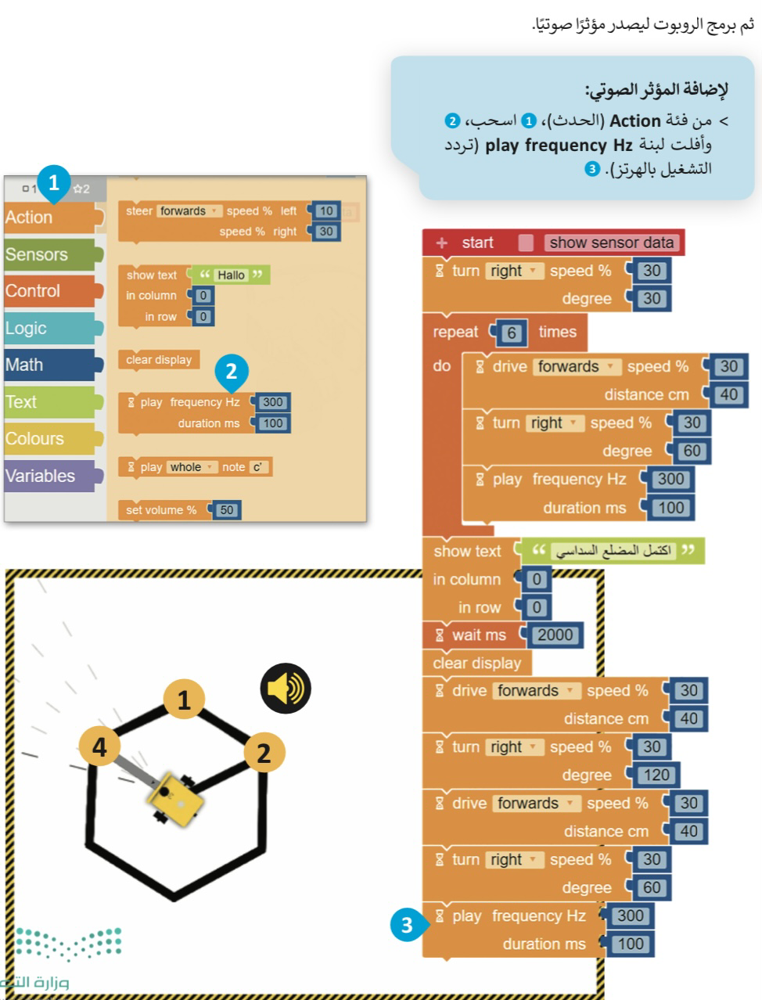 ثم برمج الروبوت ليصدر مؤثرًا صوتيًا.
لإضافة المؤثر الصوتي:
> من فئة Action (الحدث)، 1 اسحب، 2
وأفلت لبنة play frequency Hz (تردد
التشغيل بالهرتز). 3
1
1 2
Action
Sensors
Control
Logic
Math
Text
Colours
Variables
steer forwards speed % left 10
speed % right 30
show text “ Hallo ”
in column 0
in row 0
clear display
2
play frequency Hz 300
duration ms 100
play whole note c'
set volume % 50
+ start show sensor data
turn right speed % 30
degree 30
repeat 6 times
do drive forwards speed % 30
distance cm 40
turn right speed % 30
degree 60
play frequency Hz 300
duration ms 100
show text “ اكتمل المضلع السداسي ”
in column 0
in row 0
wait ms 2000
clear display
drive forwards speed % 30
distance cm 40
turn right speed % 30
degree 120
drive forwards speed % 30
distance cm 40
turn right speed % 30
degree 60
3
play frequency Hz 300
duration ms 100
1
4
2
وزارة